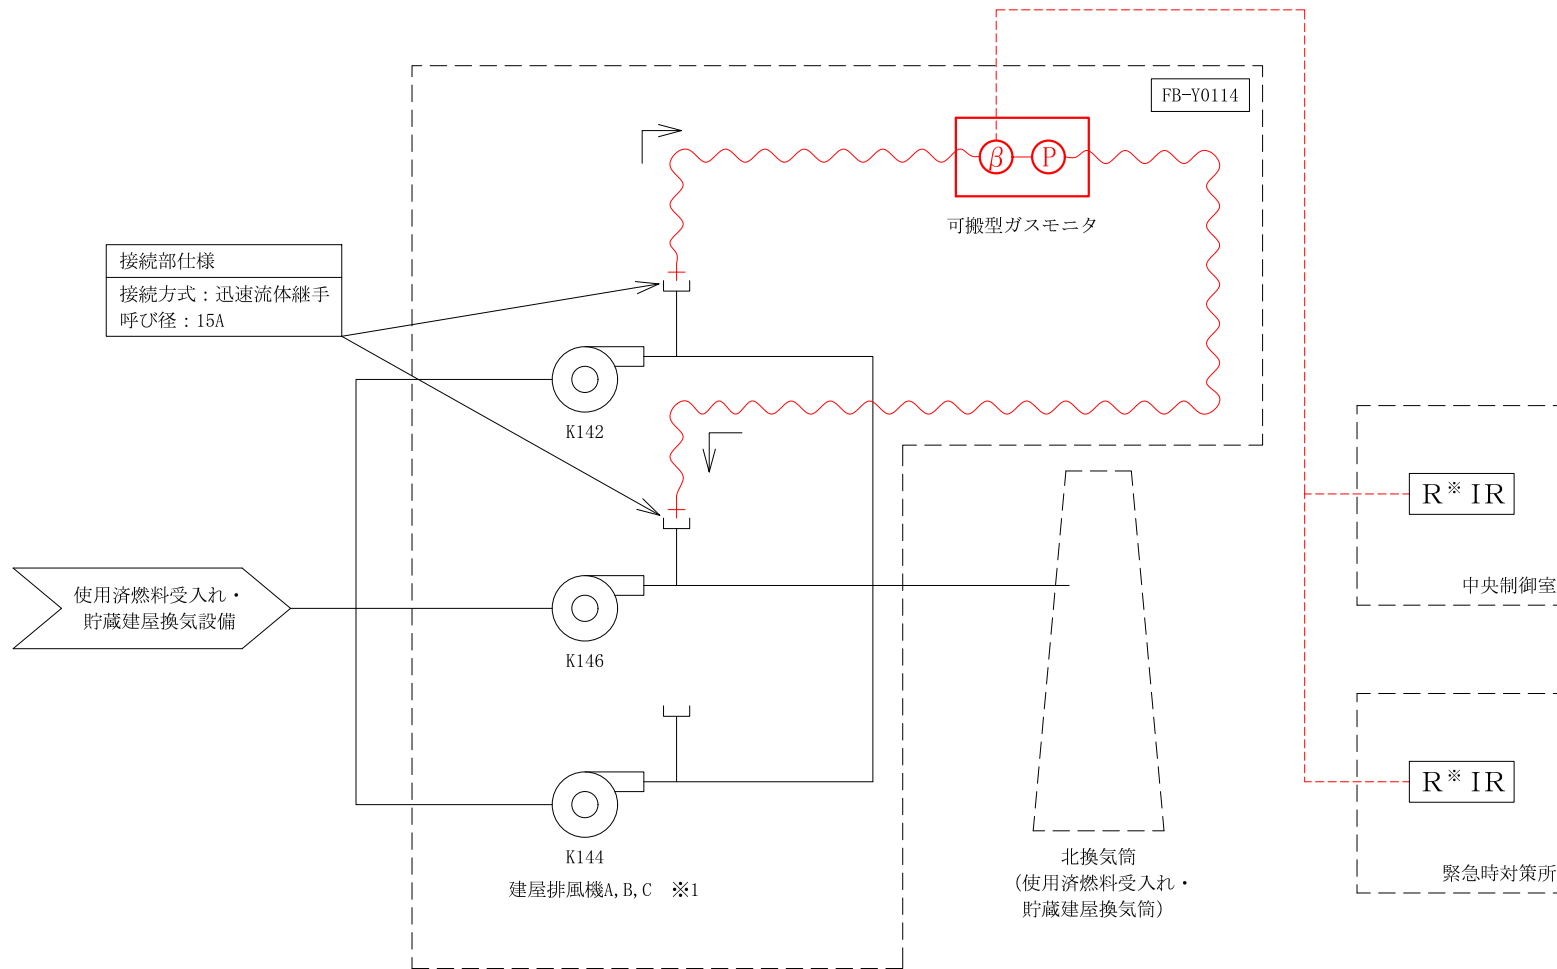 FB-Y0114
β P
可搬型ガスモニタ
接続部仕様
接続方式：迅速流体継手
呼び径：15A
K142
R※ IR
中央制御室
使用済燃料受入れ・
貯蔵建屋換気設備
K146
R※ IR
緊急時対策所
K144
建屋排風機A,B,C ※1
北換気筒
(使用済燃料受入れ・
貯蔵建屋換気筒)